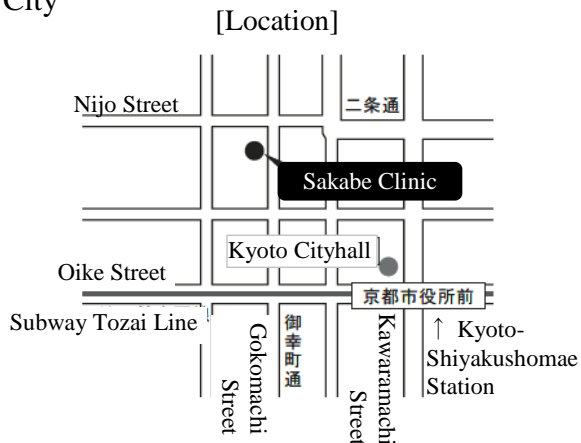 City
[Location]
Nijo Street
二条通
Sakabe Clinic
Kyoto Cityhall
Oike Street
京都市役所前
Subway Tozai Line
Gokomachi
Street
御幸町通
Kawaramachi
Street
↑ Kyoto-
Shiyakushomae
Station